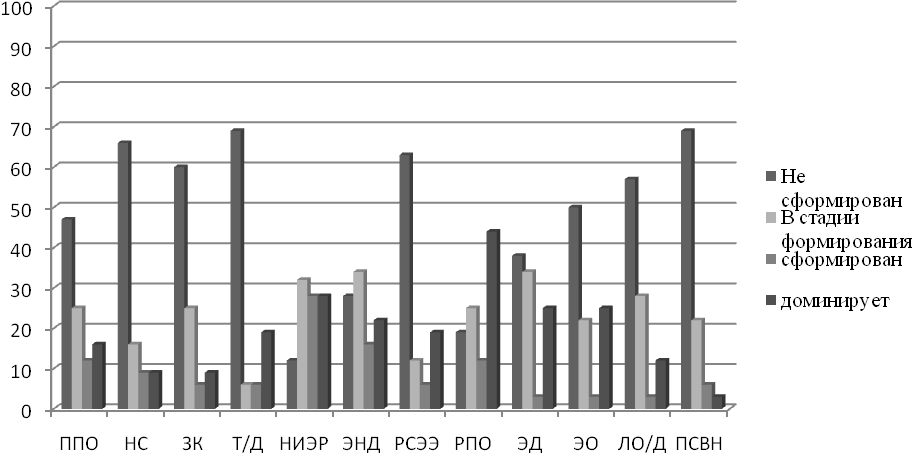 100
90
80
70
60
50
40
30
20
10
0
ППО НС ЗК Т/Д НИЭР ЭНД РСЭЭ РПО ЭД ЭО ЛО/Д ПСВН
Не
сформирован
В стадии
формирования
сформирован
доминирует